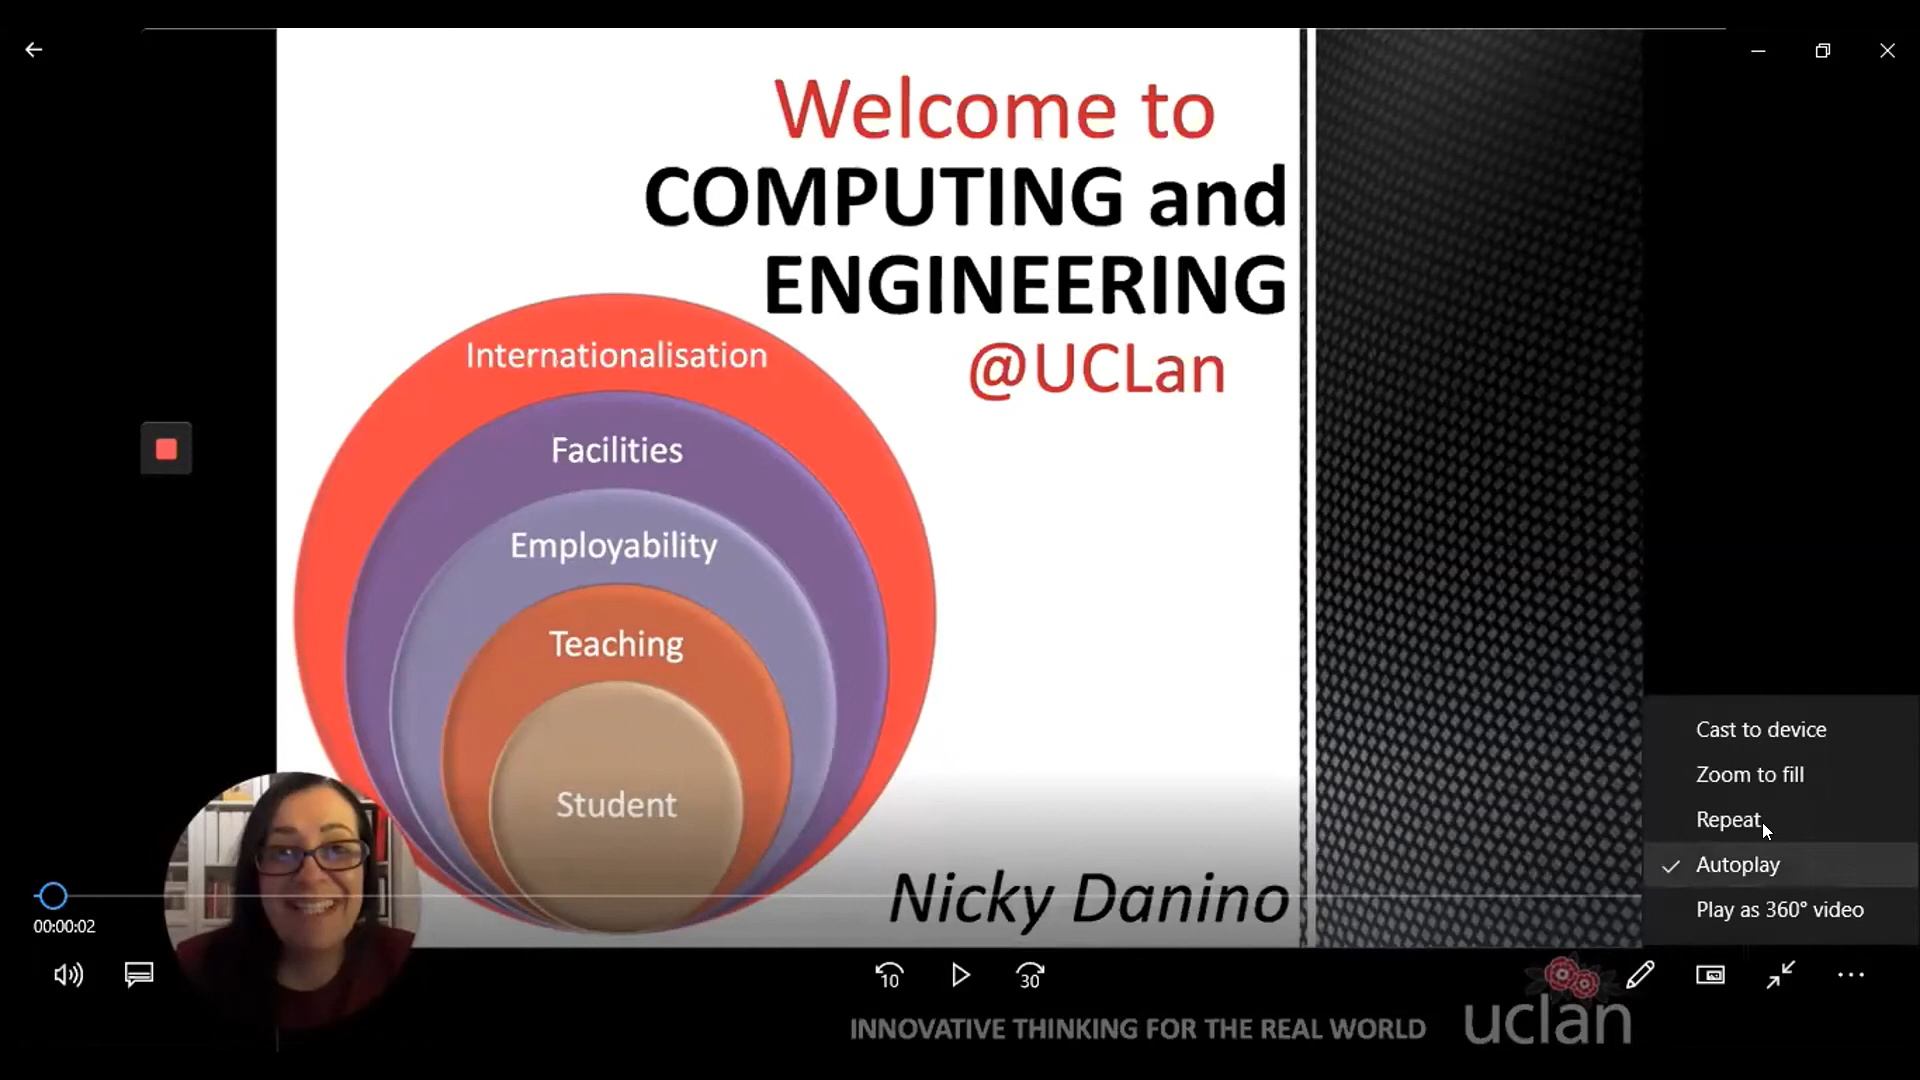 Welcome to
COMPUTING and
ENGINEERING
@UCLan
Internationalisation
Facilities
Employability
Teaching
Student
Nicky Danino
Cast to device
Zoom to fill
Repeat
Autoplay
Play as 360° video
00:00:02
10
30
INNOVATIVE THINKING FOR THE REAL WORLD
uclan